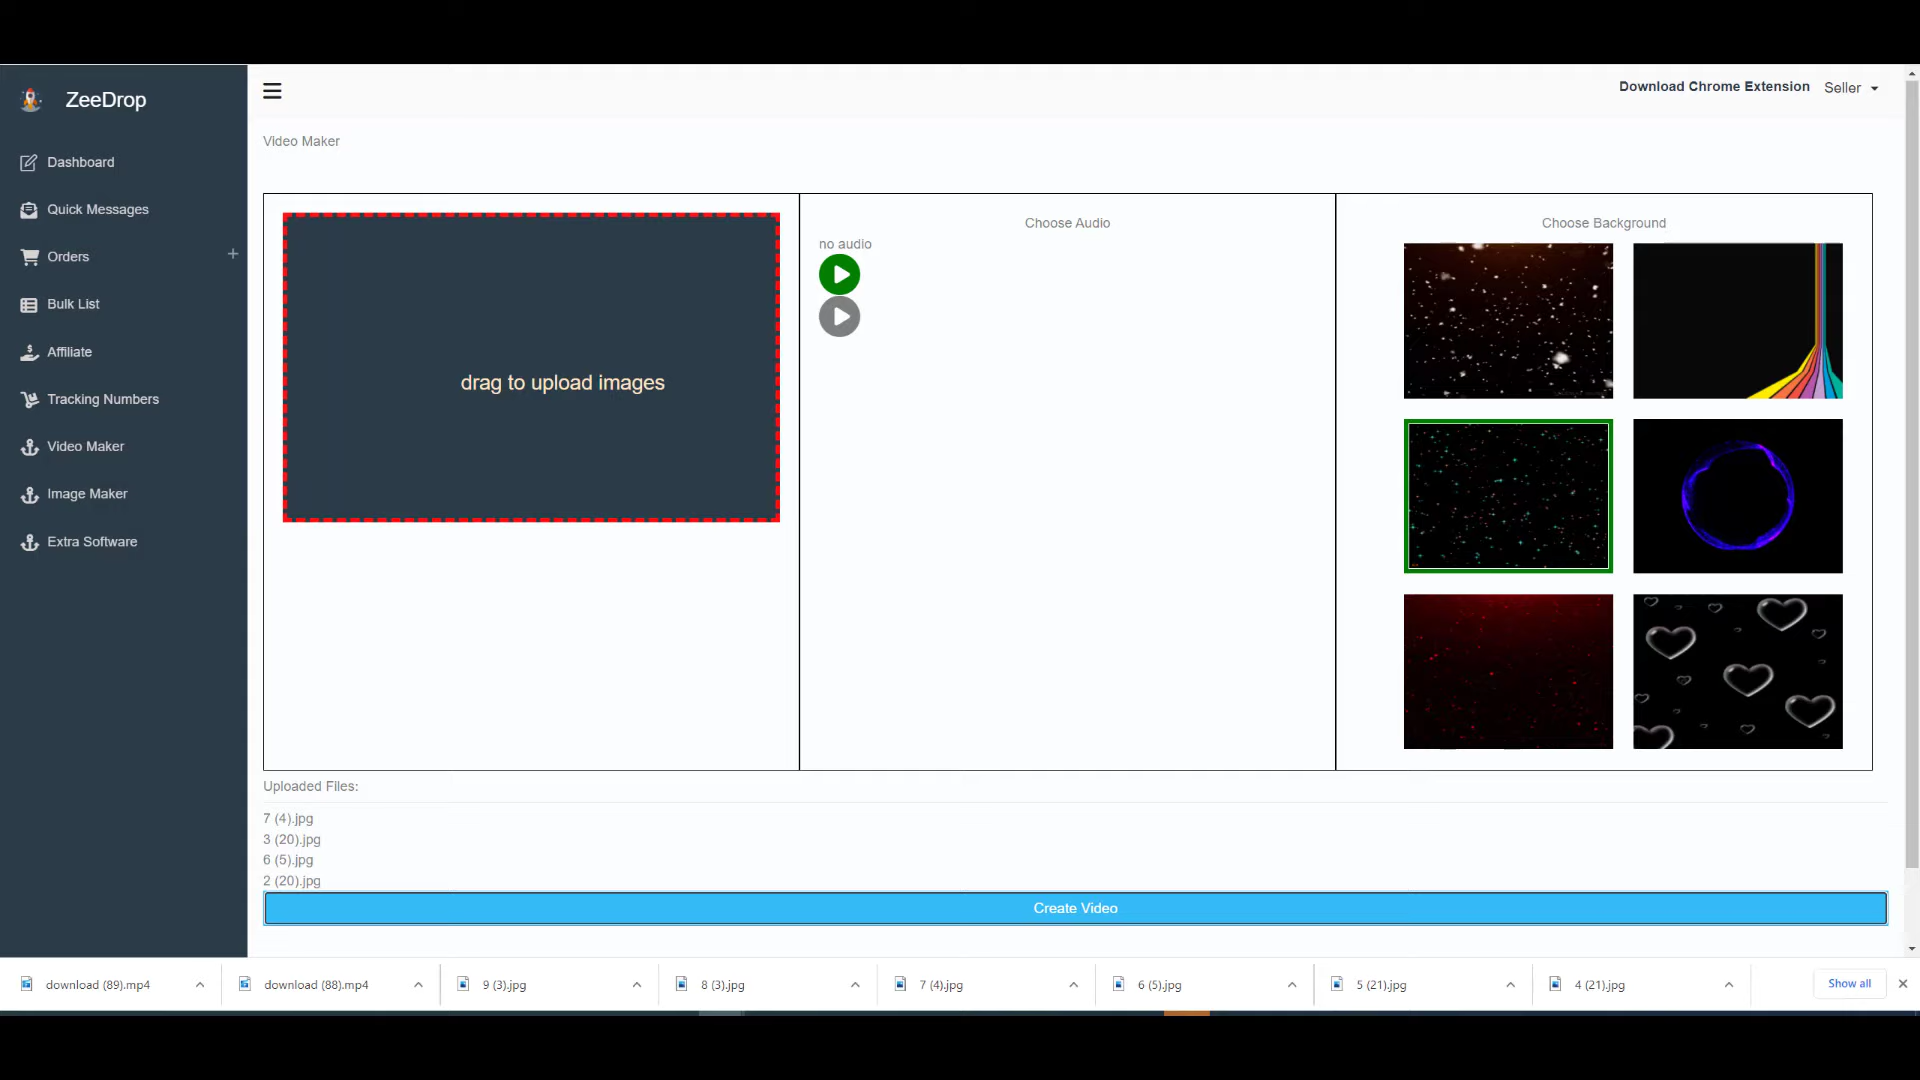 ZeeDrop
Dashboard
Quick Messages
Orders
Bulk List
Affiliate
Tracking Numbers
Video Maker
Image Maker
Extra Software
Download Chrome Extension Seller
Video Maker
drag to upload images
Choose Audio
no audio
Choose Background
Uploaded Files:
7 (4).jpg
3 (20).jpg
6 (5).jpg
2 (20).jpg
Create Video
download (89).mp4
download (88).mp4
9 (3).jpg
8 (3).jpg
7 (4).jpg
6 (5).jpg
5 (21).jpg
4 (21).jpg
Show all